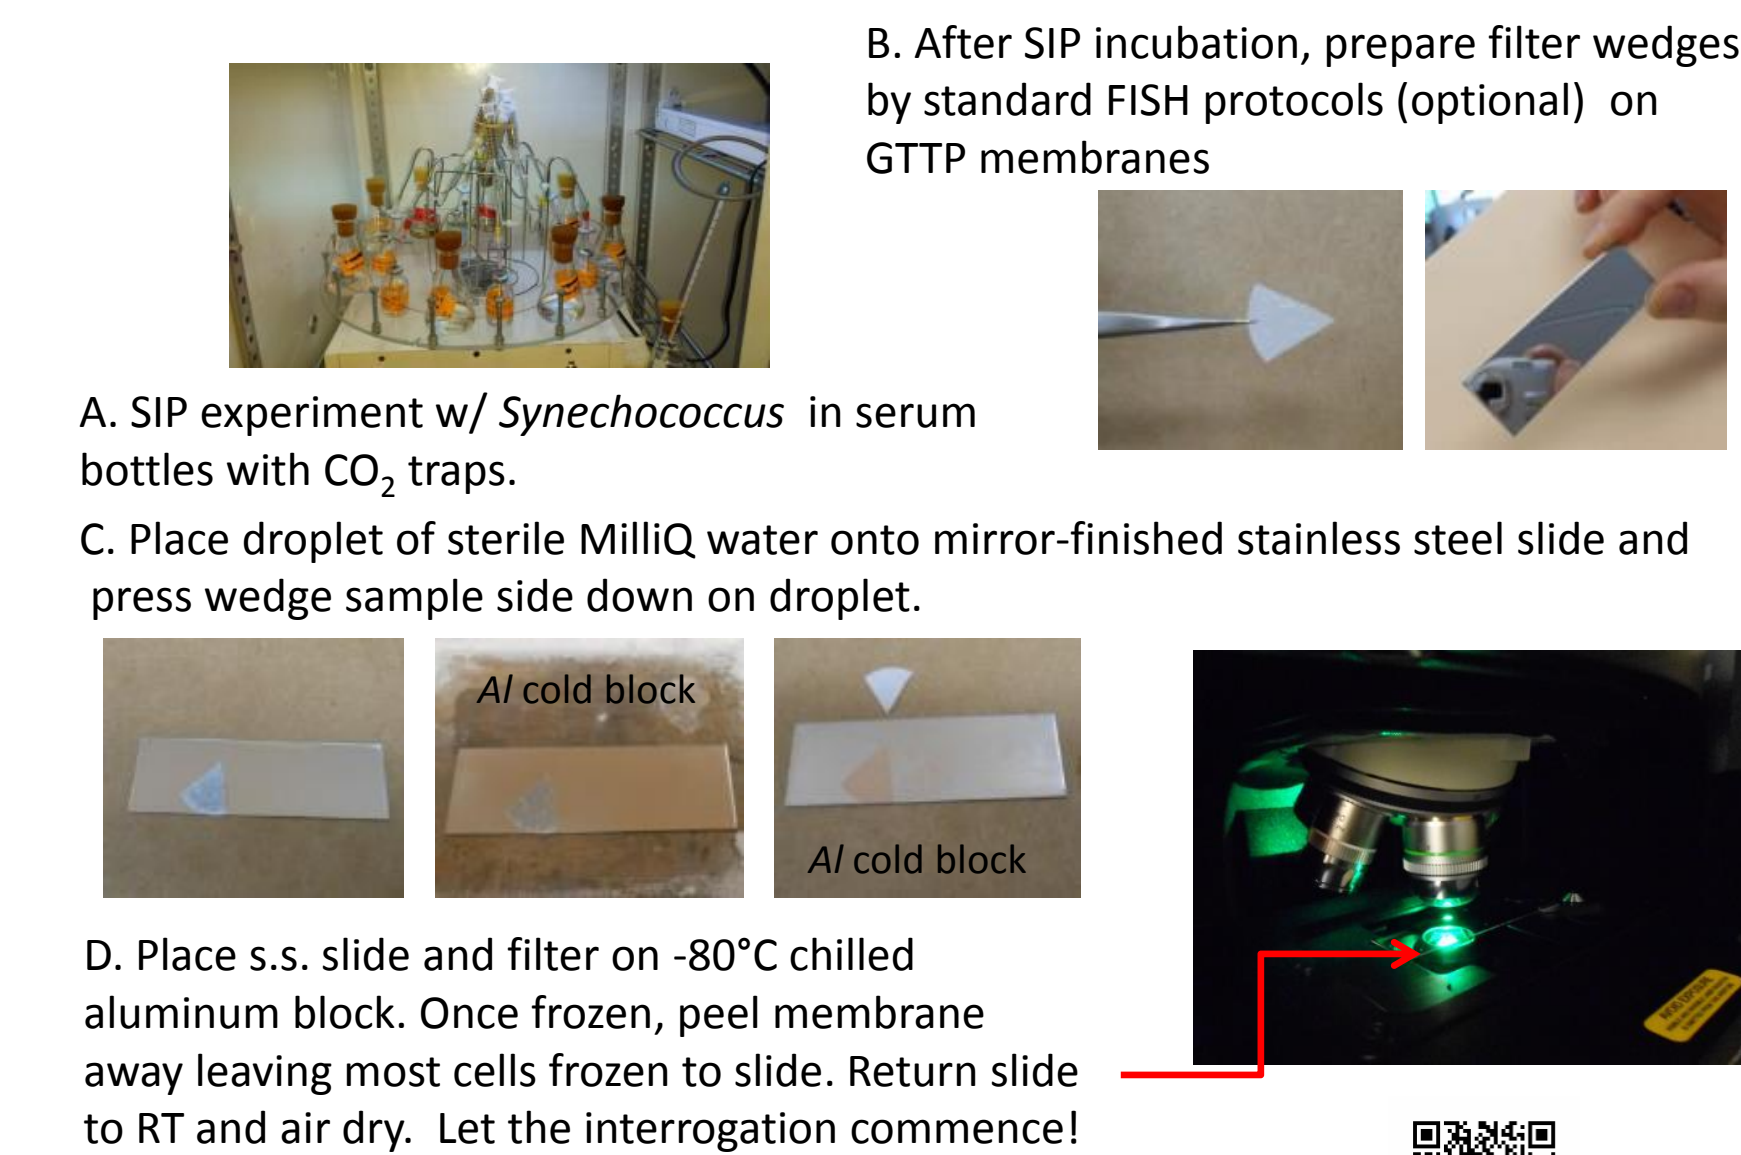 B. After SIP incubation, prepare filter wedges
by standard FISH protocols (optional) on
GTTP membranes
A. SIP experiment w/ Synechococcus in serum
bottles with CO₂ traps.
C. Place droplet of sterile MilliQ water onto mirror-finished stainless steel slide and
press wedge sample side down on droplet.
Al cold block
Al cold block
D. Place s.s. slide and filter on -80°C chilled
aluminum block. Once frozen, peel membrane
away leaving most cells frozen to slide. Return slide
to RT and air dry. Let the interrogation commence!
AVOID EXPOSURE